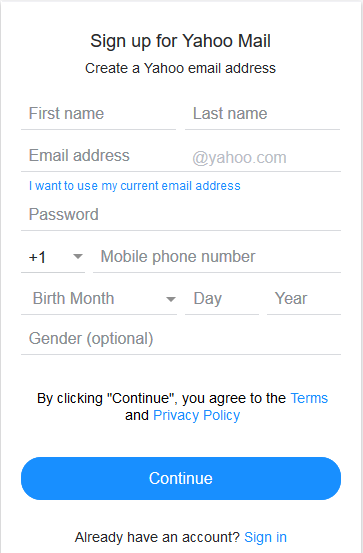 Sign up for Yahoo Mail
Create a Yahoo email address
First name Last name
Email address @yahoo.com
I want to use my current email address
Password
+1 Mobile phone number
Birth Month Day Year
Gender (optional)
By clicking "Continue", you agree to the Terms
and Privacy Policy
Continue
Already have an account? Sign in